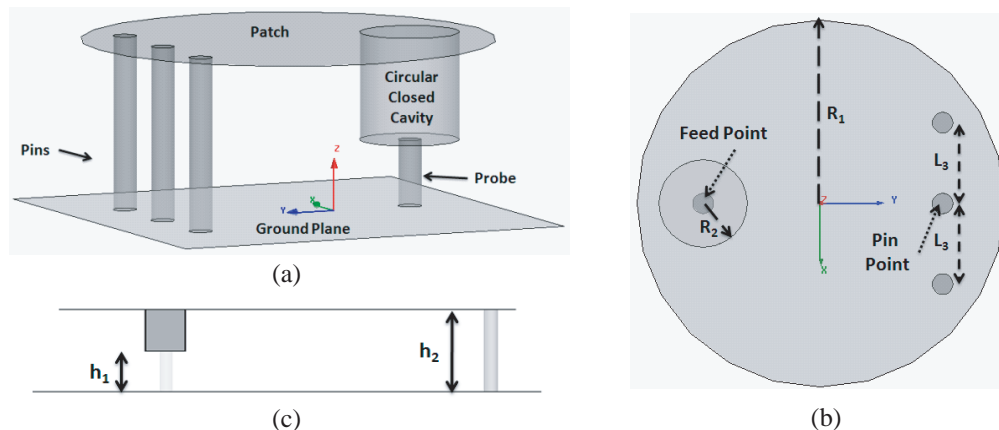 (a)
Patch
Circular
Closed
Cavity
Pins
Probe
Z
X
Y
Ground Plane
(a)
h₁
h₂
(c)
R₁
Feed Point
L₃
Z
Y
R₂
Pin
Point
L₃
X
(b)